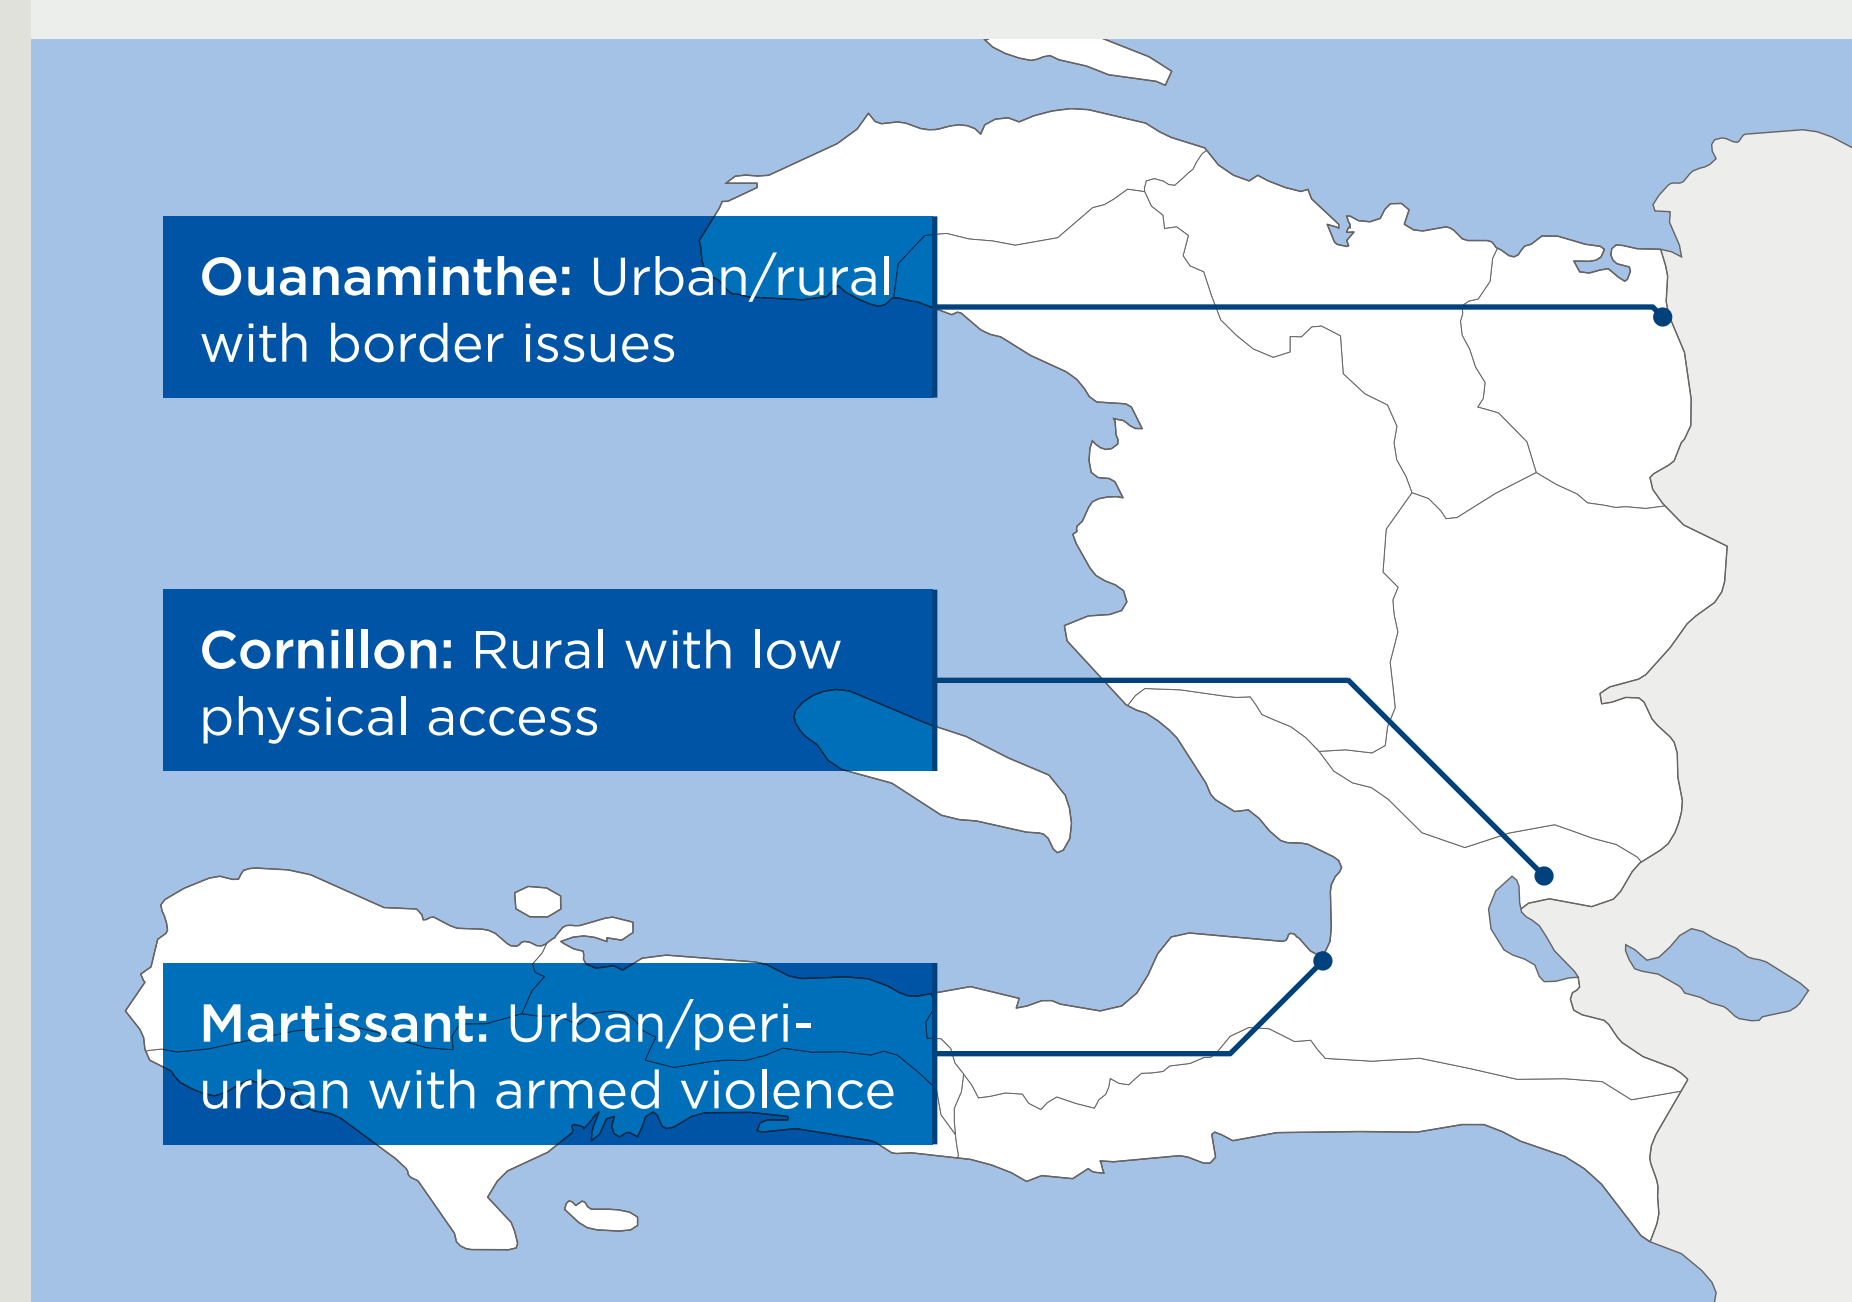 Ouanaminthe: Urban/rural
with border issues
Cornillon: Rural with low
physical access
Martissant: Urban/peri-
urban with armed violence